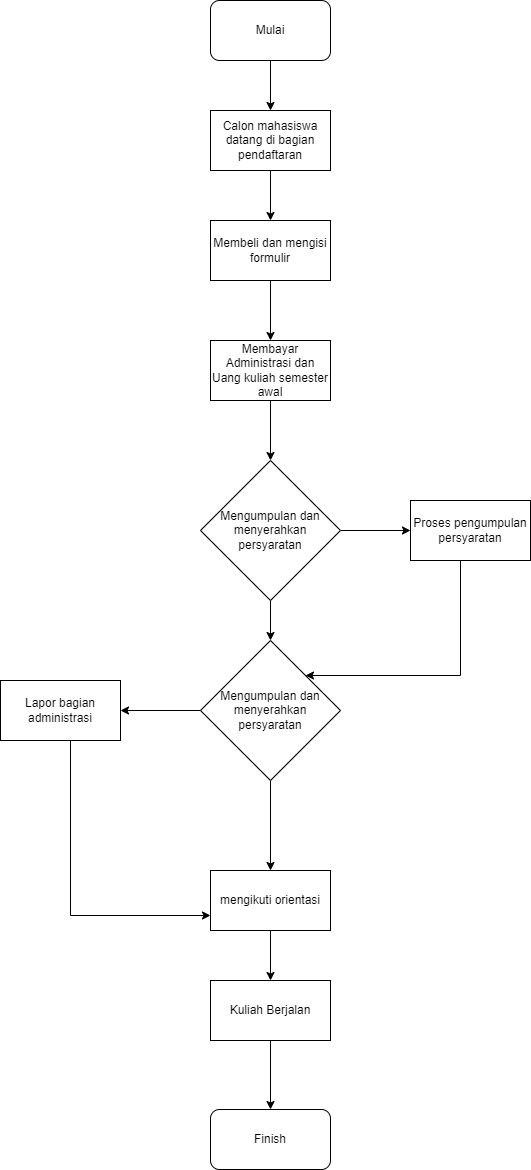 Mulai
Calon mahasiswa
datang di bagian
pendaftaran
Membeli dan mengisi
formulir
Membayar
Administrasi dan
Uang kuliah semester
awal
Mengumpulan dan
menyerahkan
persyaratan
Proses pengumpulan
persyaratan
Mengumpulan dan
menyerahkan
persyaratan
Lapor bagian
administrasi
mengikuti orientasi
Kuliah Berjalan
Finish